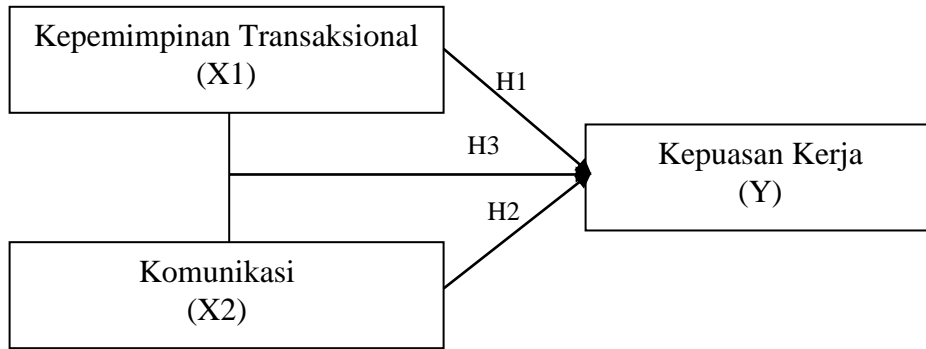 Kepemimpinan Transaksional
(X1)
H1
H3
Kepuasan Kerja
(Y)
H2
Komunikasi
(X2)